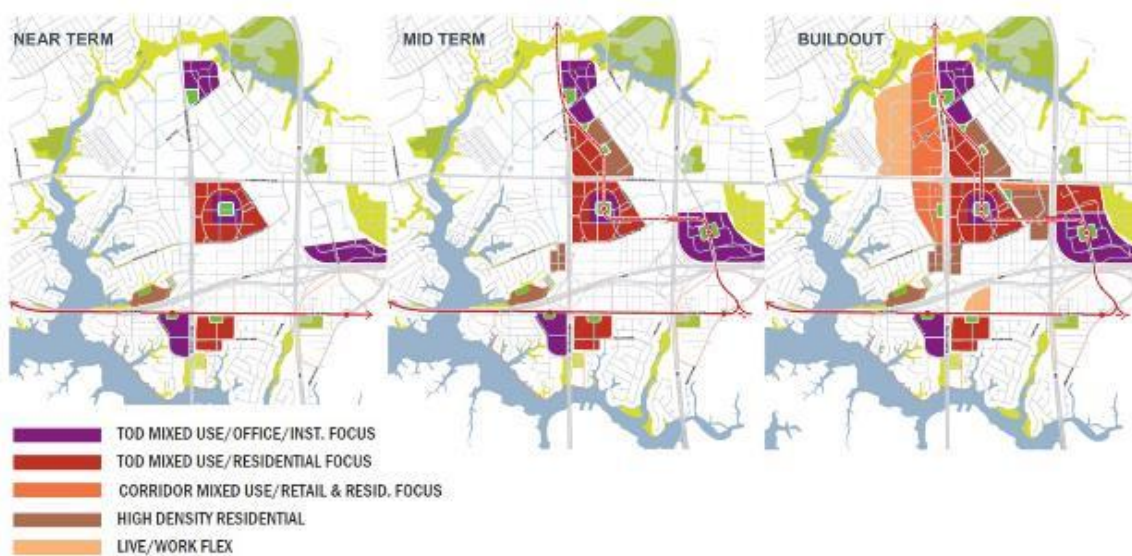 NEAR TERM
MID TERM
BUILDOUT
TOD MIXED USE/OFFICE/INST. FOCUS
TOD MIXED USE/RESIDENTIAL FOCUS
CORRIDOR MIXED USE/RETAIL & RESID. FOCUS
HIGH DENSITY RESIDENTIAL
LIVE/WORK FLEX